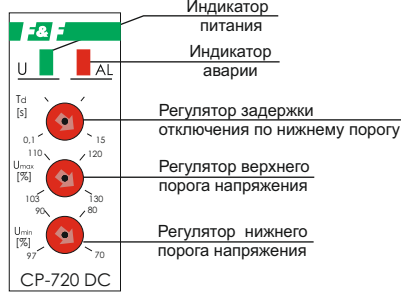 Индикатор
питания
F&F
Индикатор
аварии
U AL
Td
[s]
Регулятор задержки
отключения по нижнему порогу
0,1 15
110 120
Umax
[%]
Регулятор верхнего
порога напряжения
103 130
90 80
Umin
[%]
Регулятор нижнего
порога напряжения
97 70
CP-720 DC